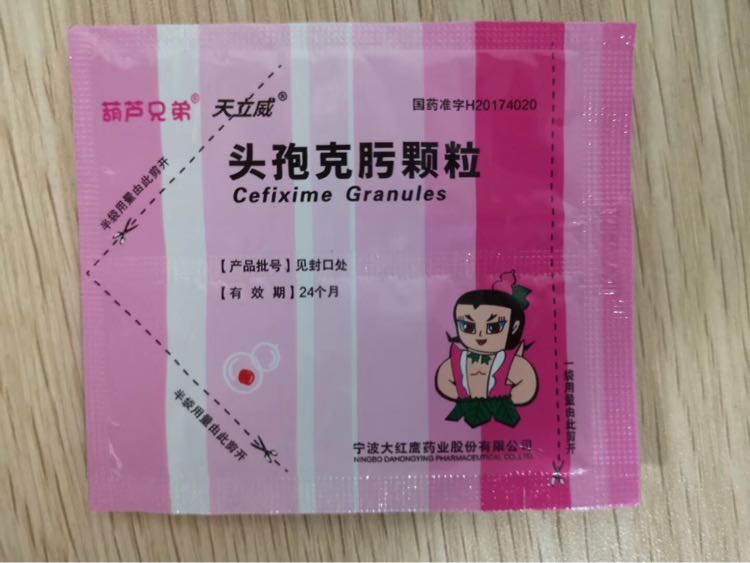 葫芦兄弟® 天立威® 国药准字H20174020
头孢克肟颗粒
Cefixime Granules
半袋用量由此剪开
【产品批号】见封口处
【有 效 期】24个月
半袋用量由此剪开
一袋用量由此剪开
宁波大红鹰药业股份有限公司
NINGBO DAHONGYING PHARMACEUTICAL CO.,LTD.